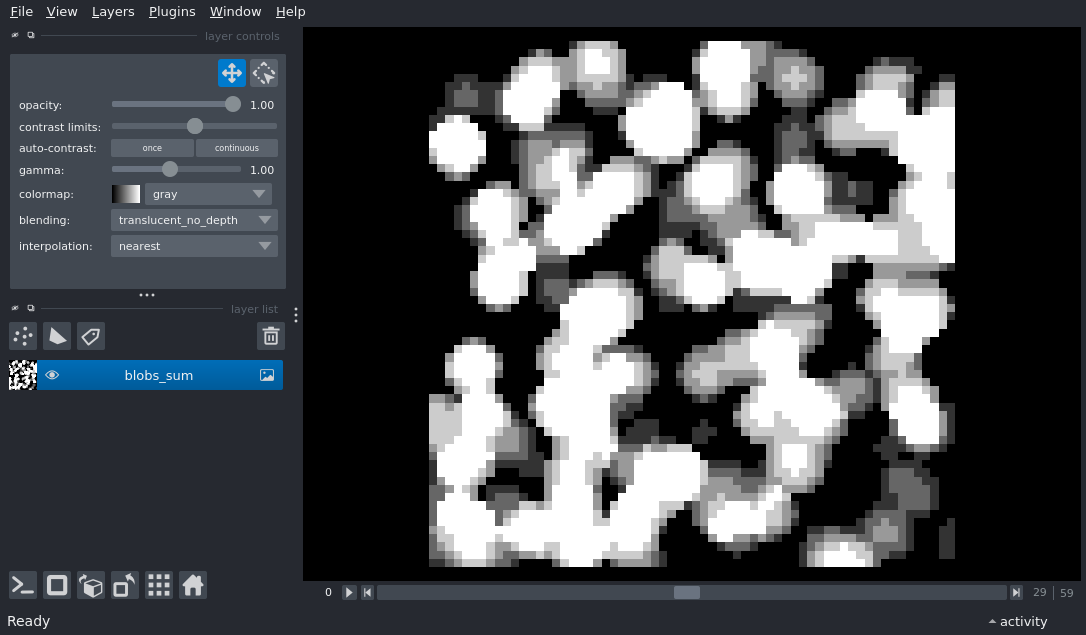 File View Layers Plugins Window Help
layer controls
opacity: 1.00
contrast limits:
auto-contrast: once continuous
gamma: 1.00
colormap: gray
blending: translucent_no_depth
interpolation: nearest
layer list
blobs_sum
0 29 59
Ready activity